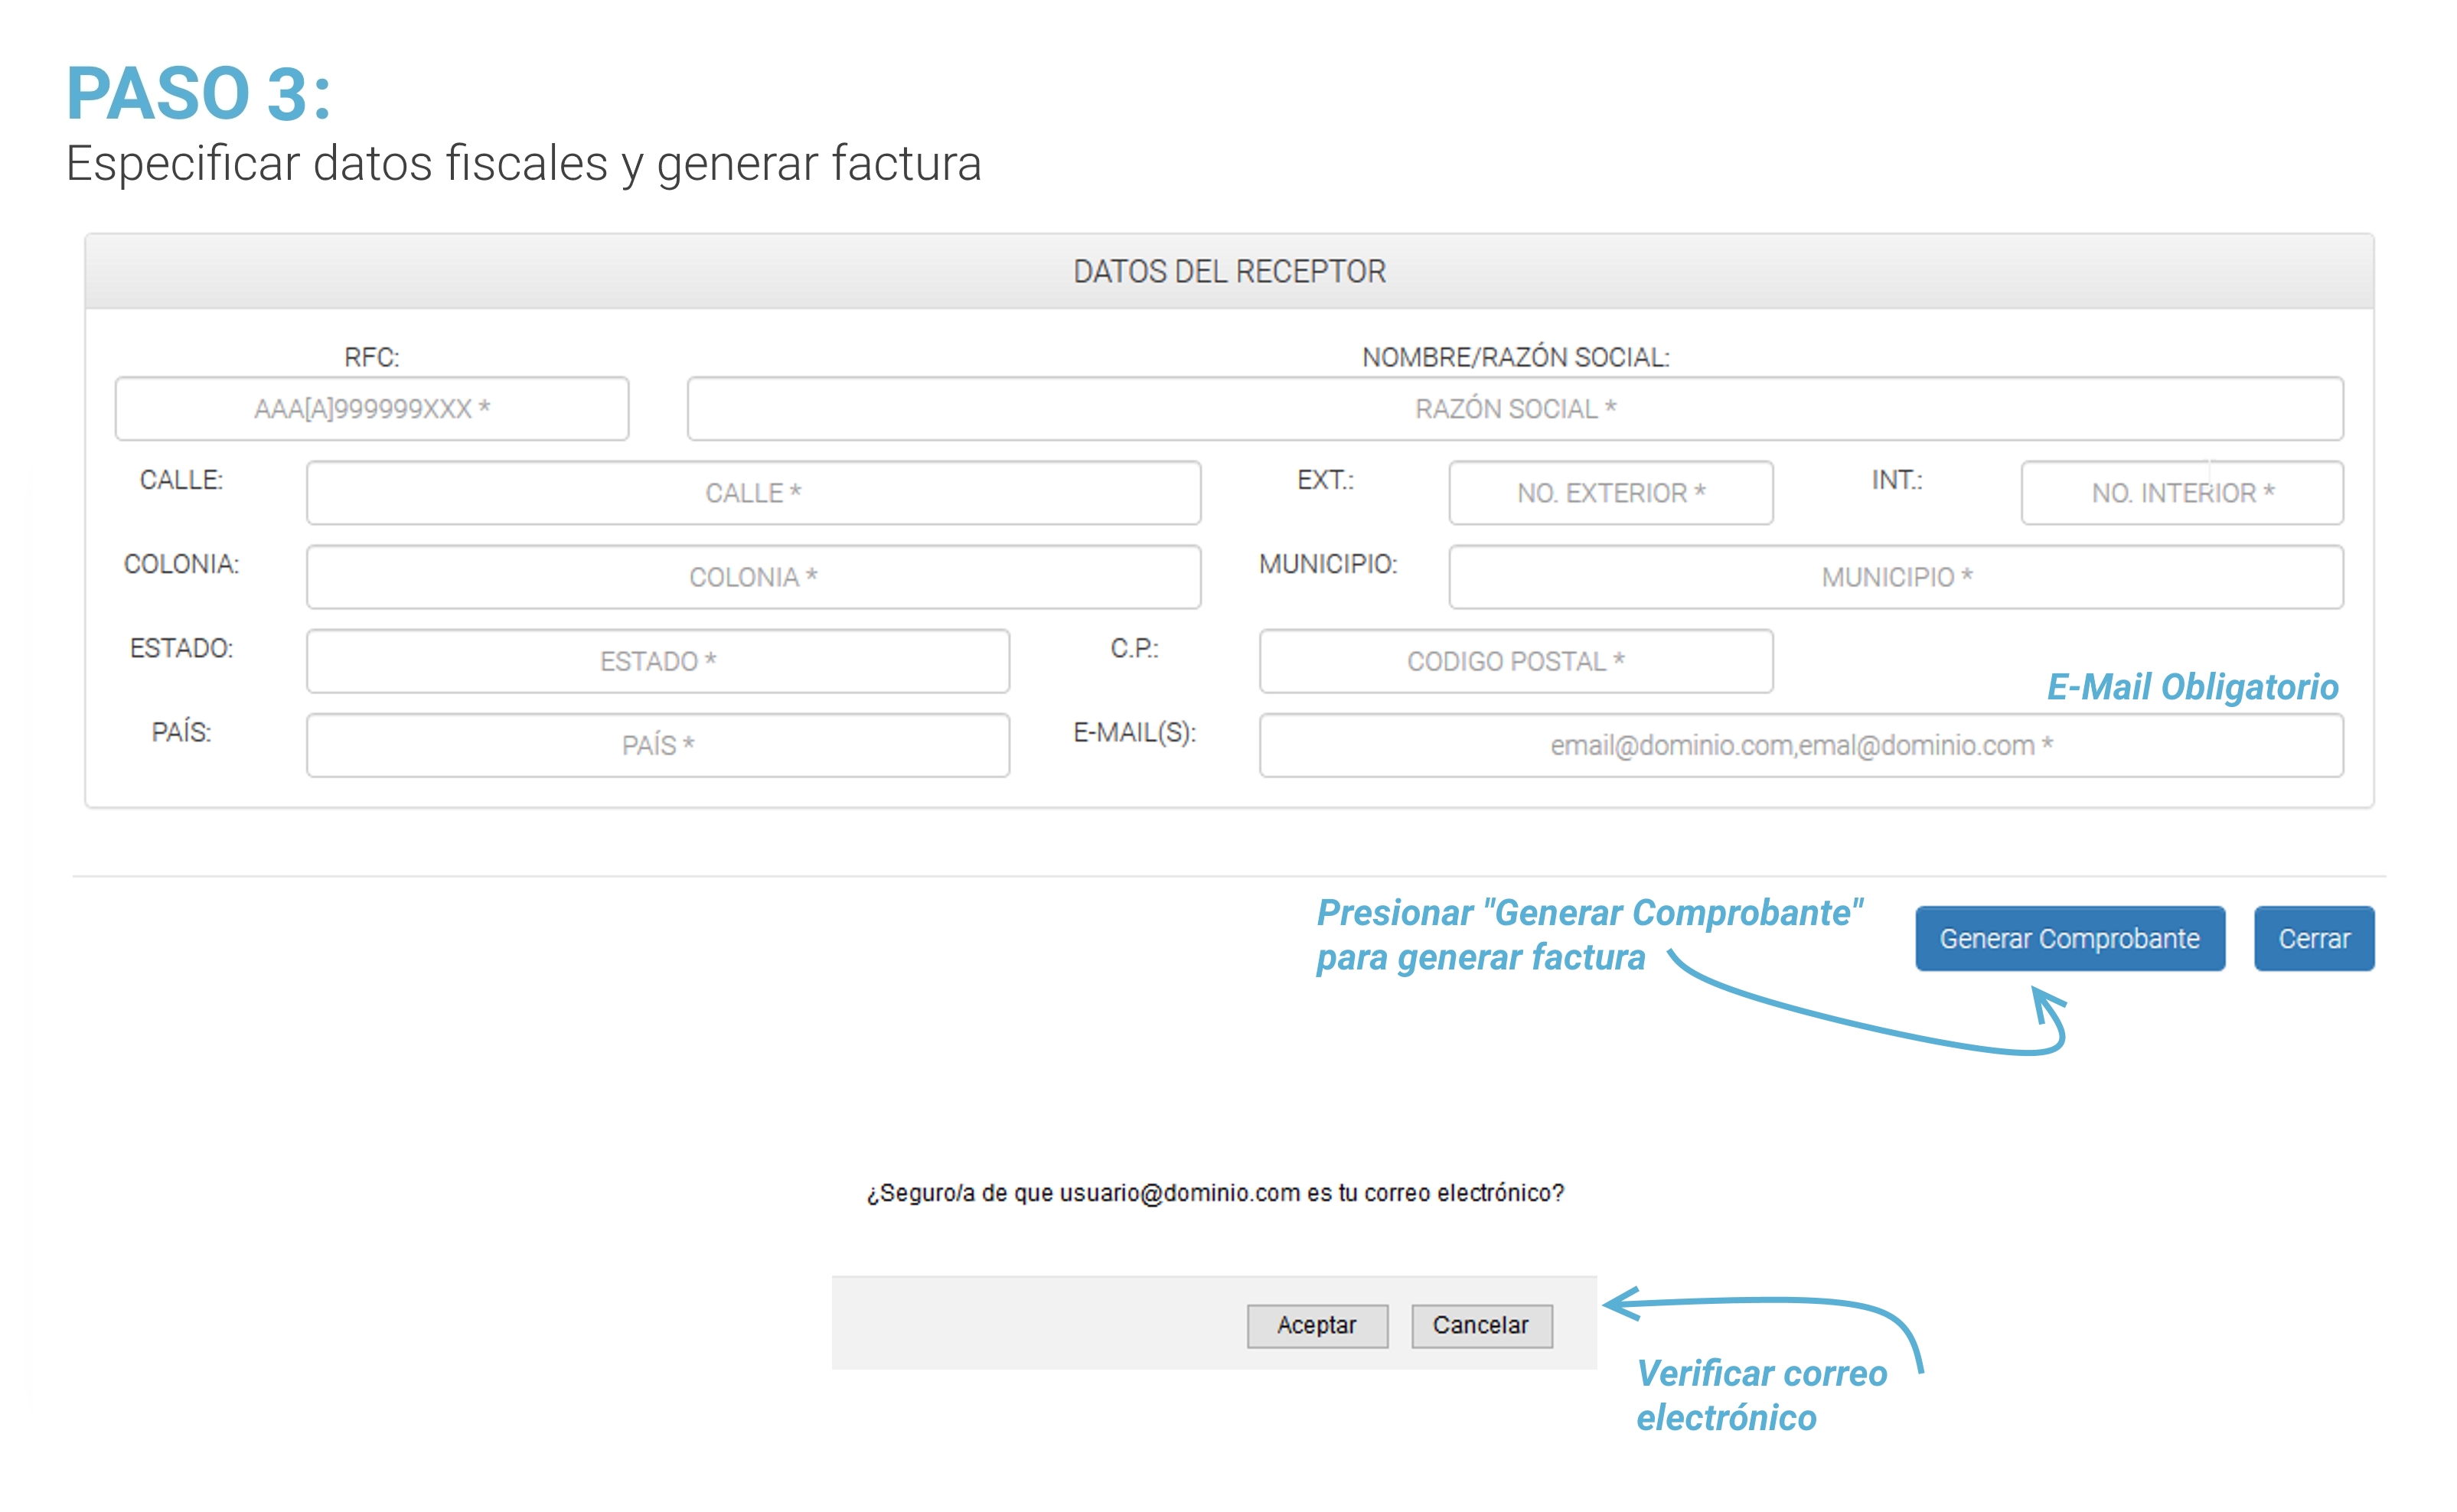 PASO 3:
Especificar datos fiscales y generar factura
DATOS DEL RECEPTOR
RFC:
NOMBRE/RAZÓN SOCIAL:
AAA[A]999999XXX *
RAZÓN SOCIAL *
CALLE:
CALLE *
EXT.:
NO. EXTERIOR *
INT.:
NO. INTERIOR *
COLONIA:
COLONIA *
MUNICIPIO:
MUNICIPIO *
ESTADO:
ESTADO *
C.P.:
CODIGO POSTAL *
E-Mail Obligatorio
PAÍS:
PAÍS *
E-MAIL(S):
email@dominio.com,emal@dominio.com *
Presionar "Generar Comprobante"
para generar factura
Generar Comprobante
Cerrar
¿Seguro/a de que usuario@dominio.com es tu correo electrónico?
Aceptar
Cancelar
Verificar correo
electrónico